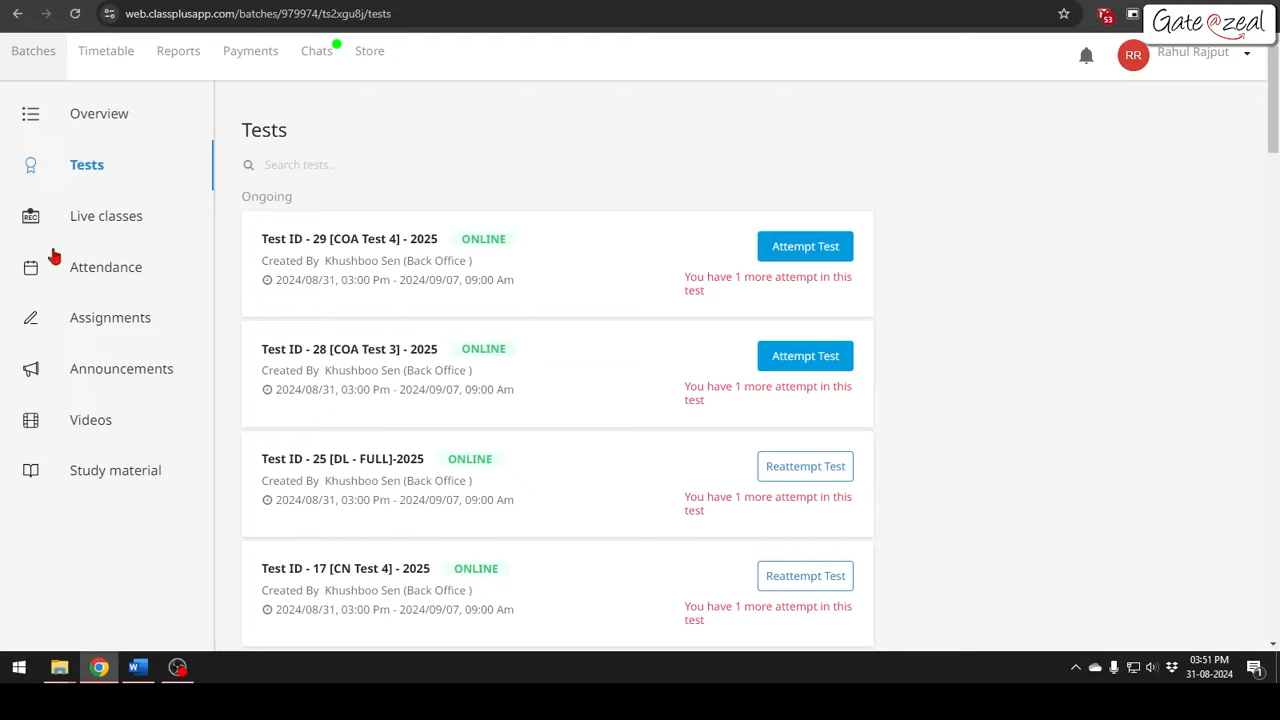 web.classplusapp.com/batches/979974/ts2xgu8j/tests
53
Gate@zeal
Batches
Timetable
Reports
Payments
Chats
Store
RR
Rahul Rajput
Overview
Tests
REC
Live classes
Attendance
Assignments
Announcements
Videos
Study material
Tests
Search tests..
Ongoing
Test ID - 29 [COA Test 4] - 2025 ONLINE
Created By Khushboo Sen (Back Office )
2024/08/31, 03:00 Pm - 2024/09/07, 09:00 Am
Attempt Test
You have 1 more attempt in this
test
Test ID - 28 [COA Test 3] - 2025 ONLINE
Created By Khushboo Sen (Back Office )
2024/08/31, 03:00 Pm - 2024/09/07, 09:00 Am
Attempt Test
You have 1 more attempt in this
test
Test ID - 25 [DL - FULL]-2025 ONLINE
Created By Khushboo Sen (Back Office )
2024/08/31, 03:00 Pm - 2024/09/07, 09:00 Am
Reattempt Test
You have 1 more attempt in this
test
Test ID - 17 [CN Test 4] - 2025 ONLINE
Created By Khushboo Sen (Back Office )
2024/08/31, 03:00 Pm - 2024/09/07, 09:00 Am
Reattempt Test
You have 1 more attempt in this
test
03:51 PM
31-08-2024
1